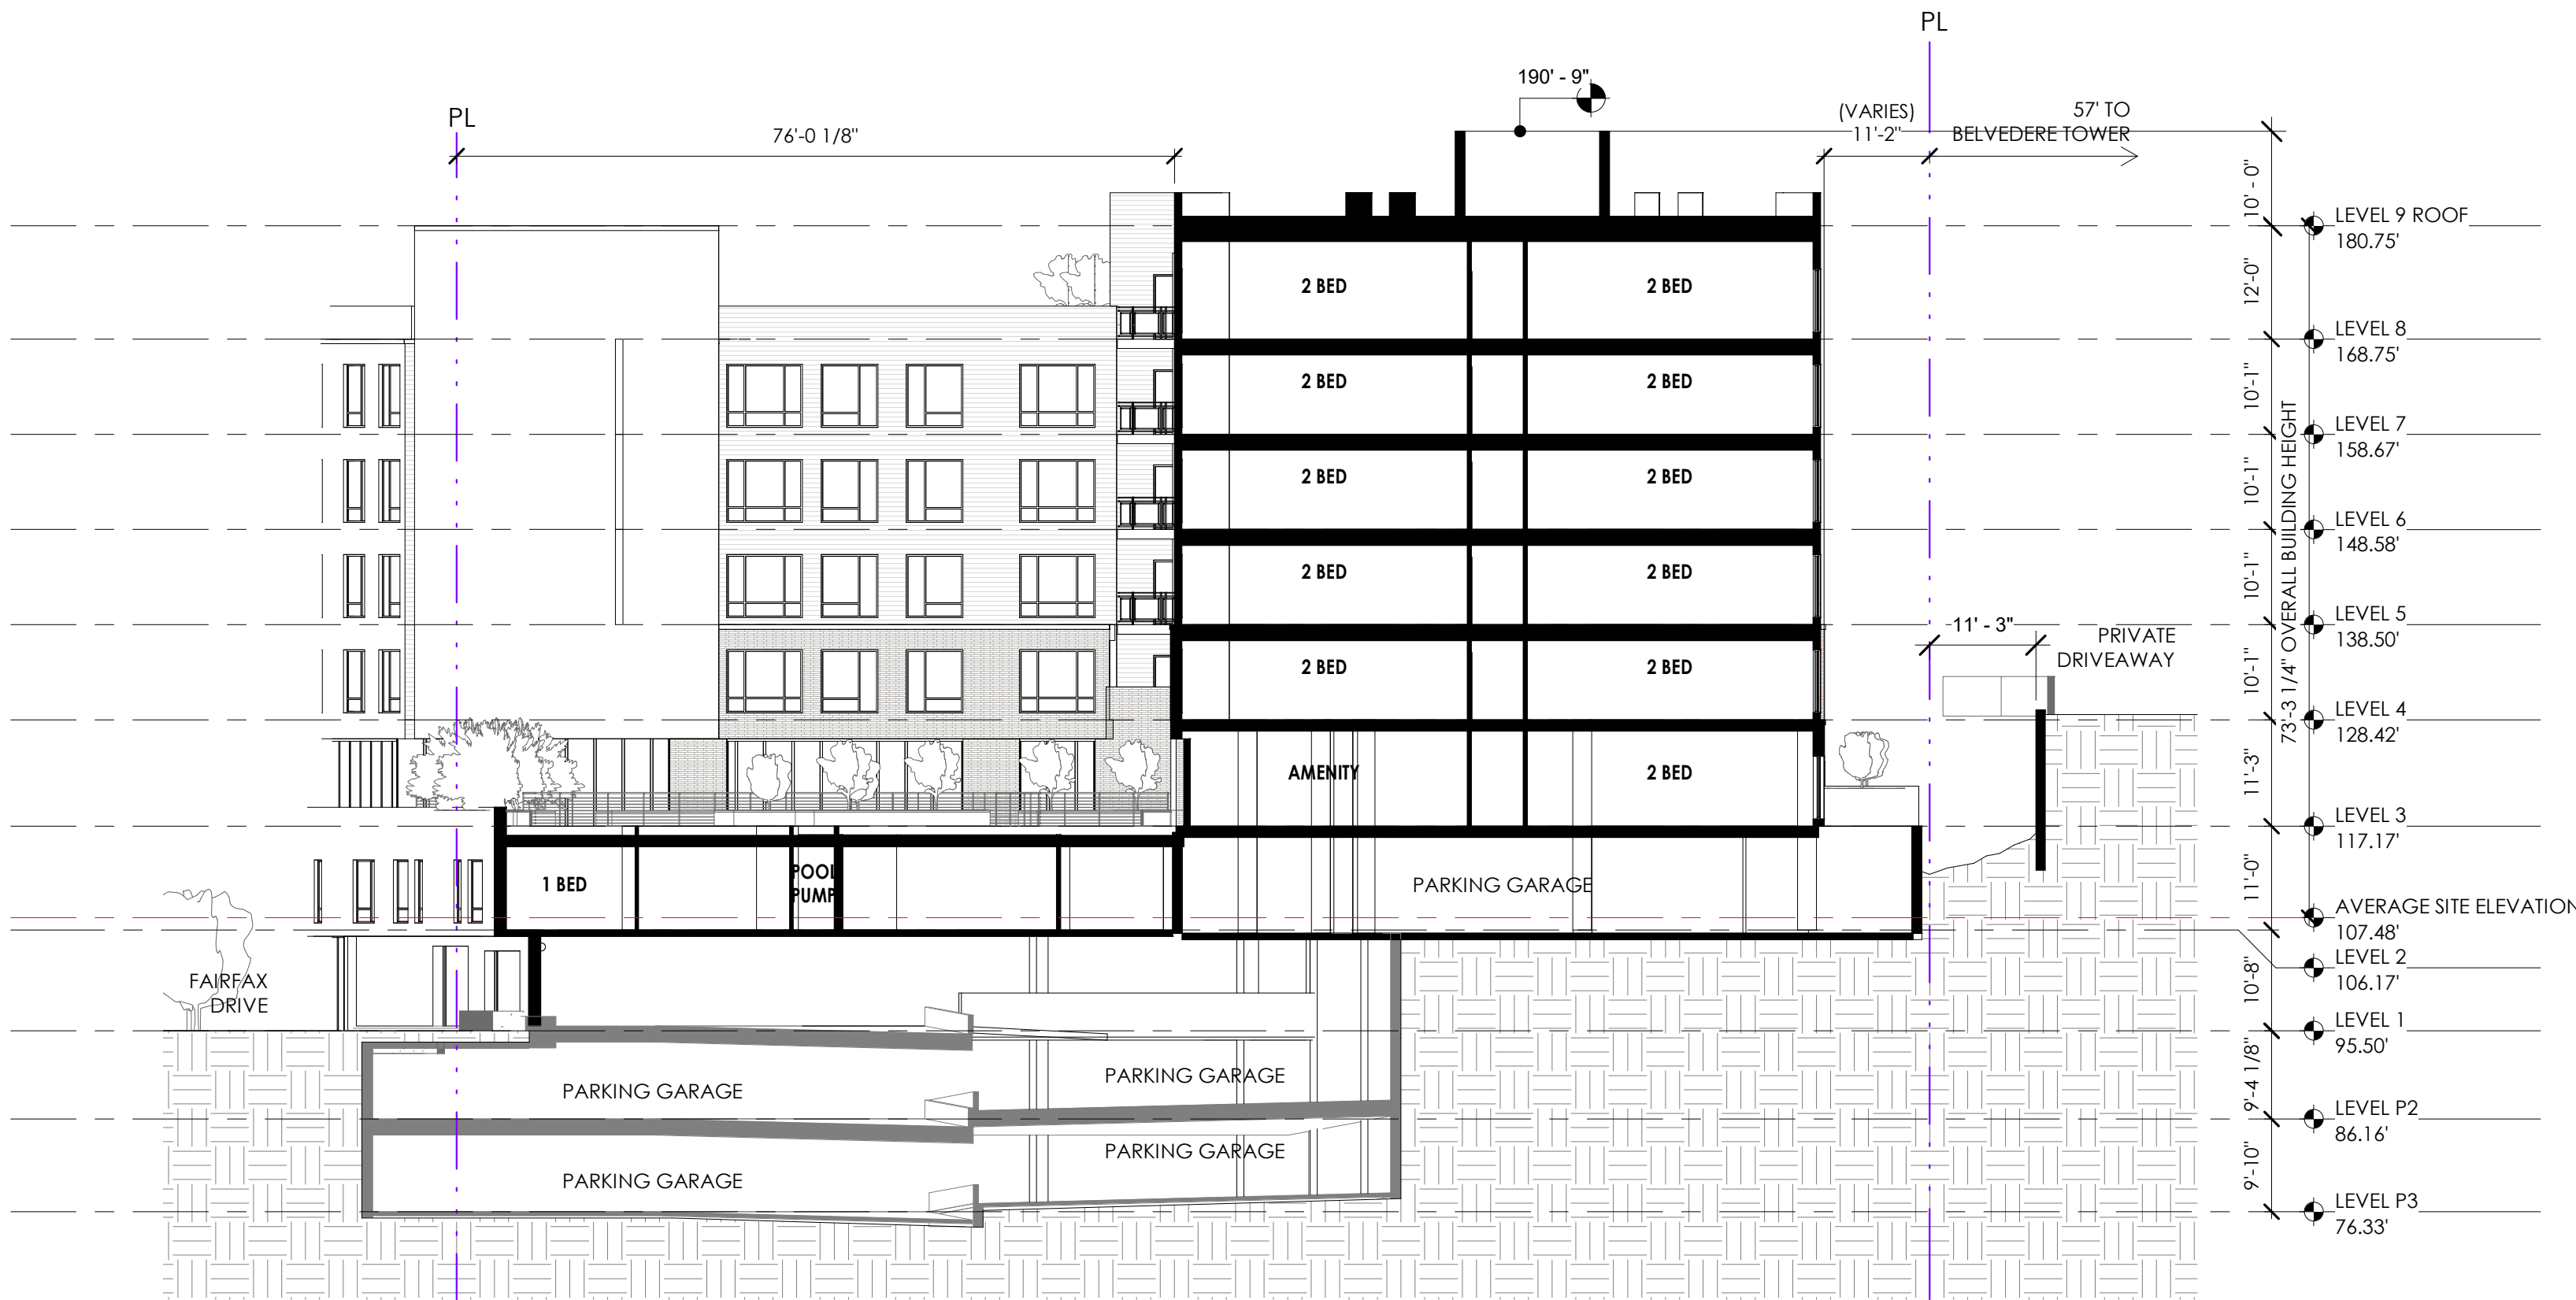 PL
190' - 9"
(VARIES)
11'-2"
57' TO
BELVEDERE TOWER
PL
76'-0 1/8"
10' - 0"
LEVEL 9 ROOF
180.75'
12'-0"
2 BED
2 BED
LEVEL 8
168.75'
10'-1"
2 BED
2 BED
LEVEL 7
158.67'
10'-1"
2 BED
2 BED
LEVEL 6
148.58'
10'-1"
2 BED
2 BED
LEVEL 5
138.50'
73'-3 1/4" OVERALL BUILDING HEIGHT
11' - 3"
PRIVATE
DRIVEAWAY
10'-1"
2 BED
2 BED
LEVEL 4
128.42'
11'-3"
AMENITY
2 BED
LEVEL 3
117.17'
11'-0"
1 BED
POOL
PUMP
PARKING GARAGE
AVERAGE SITE ELEVATION
107.48'
LEVEL 2
106.17'
FAIRFAX
DRIVE
10'-8"
LEVEL 1
95.50'
9'-4 1/8"
PARKING GARAGE
PARKING GARAGE
LEVEL P2
86.16'
PARKING GARAGE
PARKING GARAGE
9'-10"
LEVEL P3
76.33'